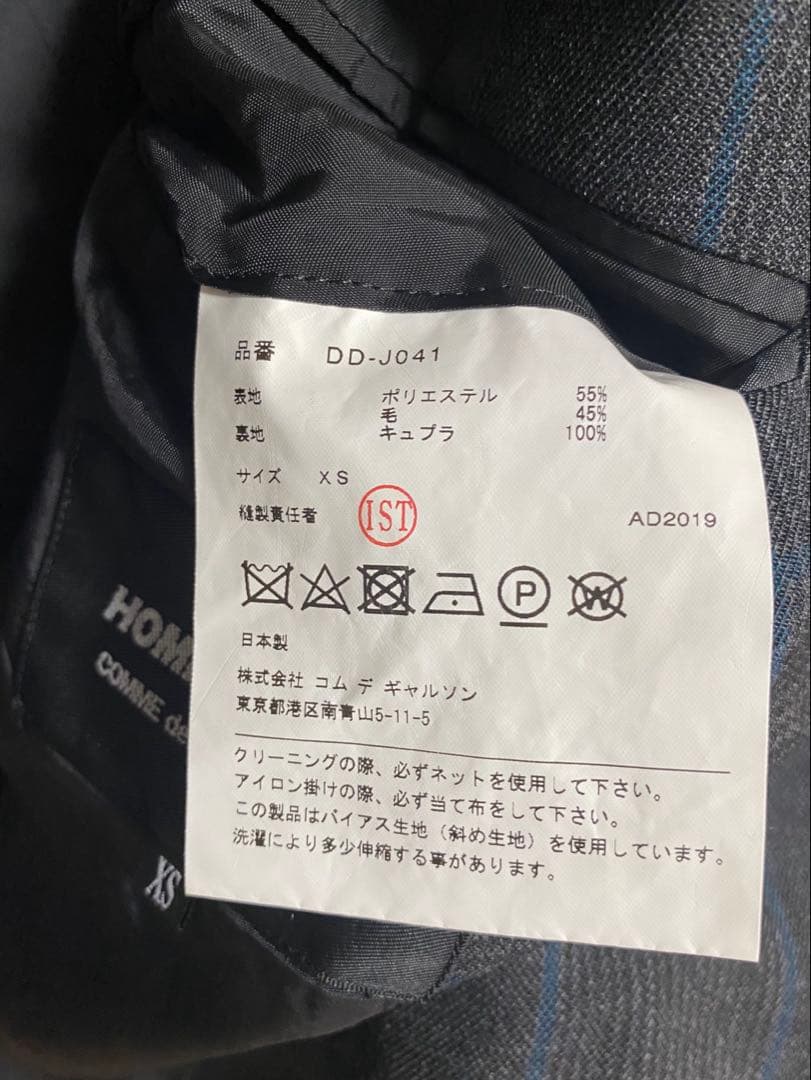 品番 DD-J041
表地 ポリエステル 55%
毛 45%
裏地 キュプラ 100%
サイズ XS
縫製責任者 IST AD2019
P W
日本製
株式会社 コム デ ギャルソン
東京都港区南青山5-11-5
クリーニングの際、必ずネットを使用して下さい。
アイロン掛けの際、必ず当て布をして下さい。
この製品はバイアス生地(斜め生地)を使用しています。
洗濯により多少伸縮する事があります。
COMME
XS